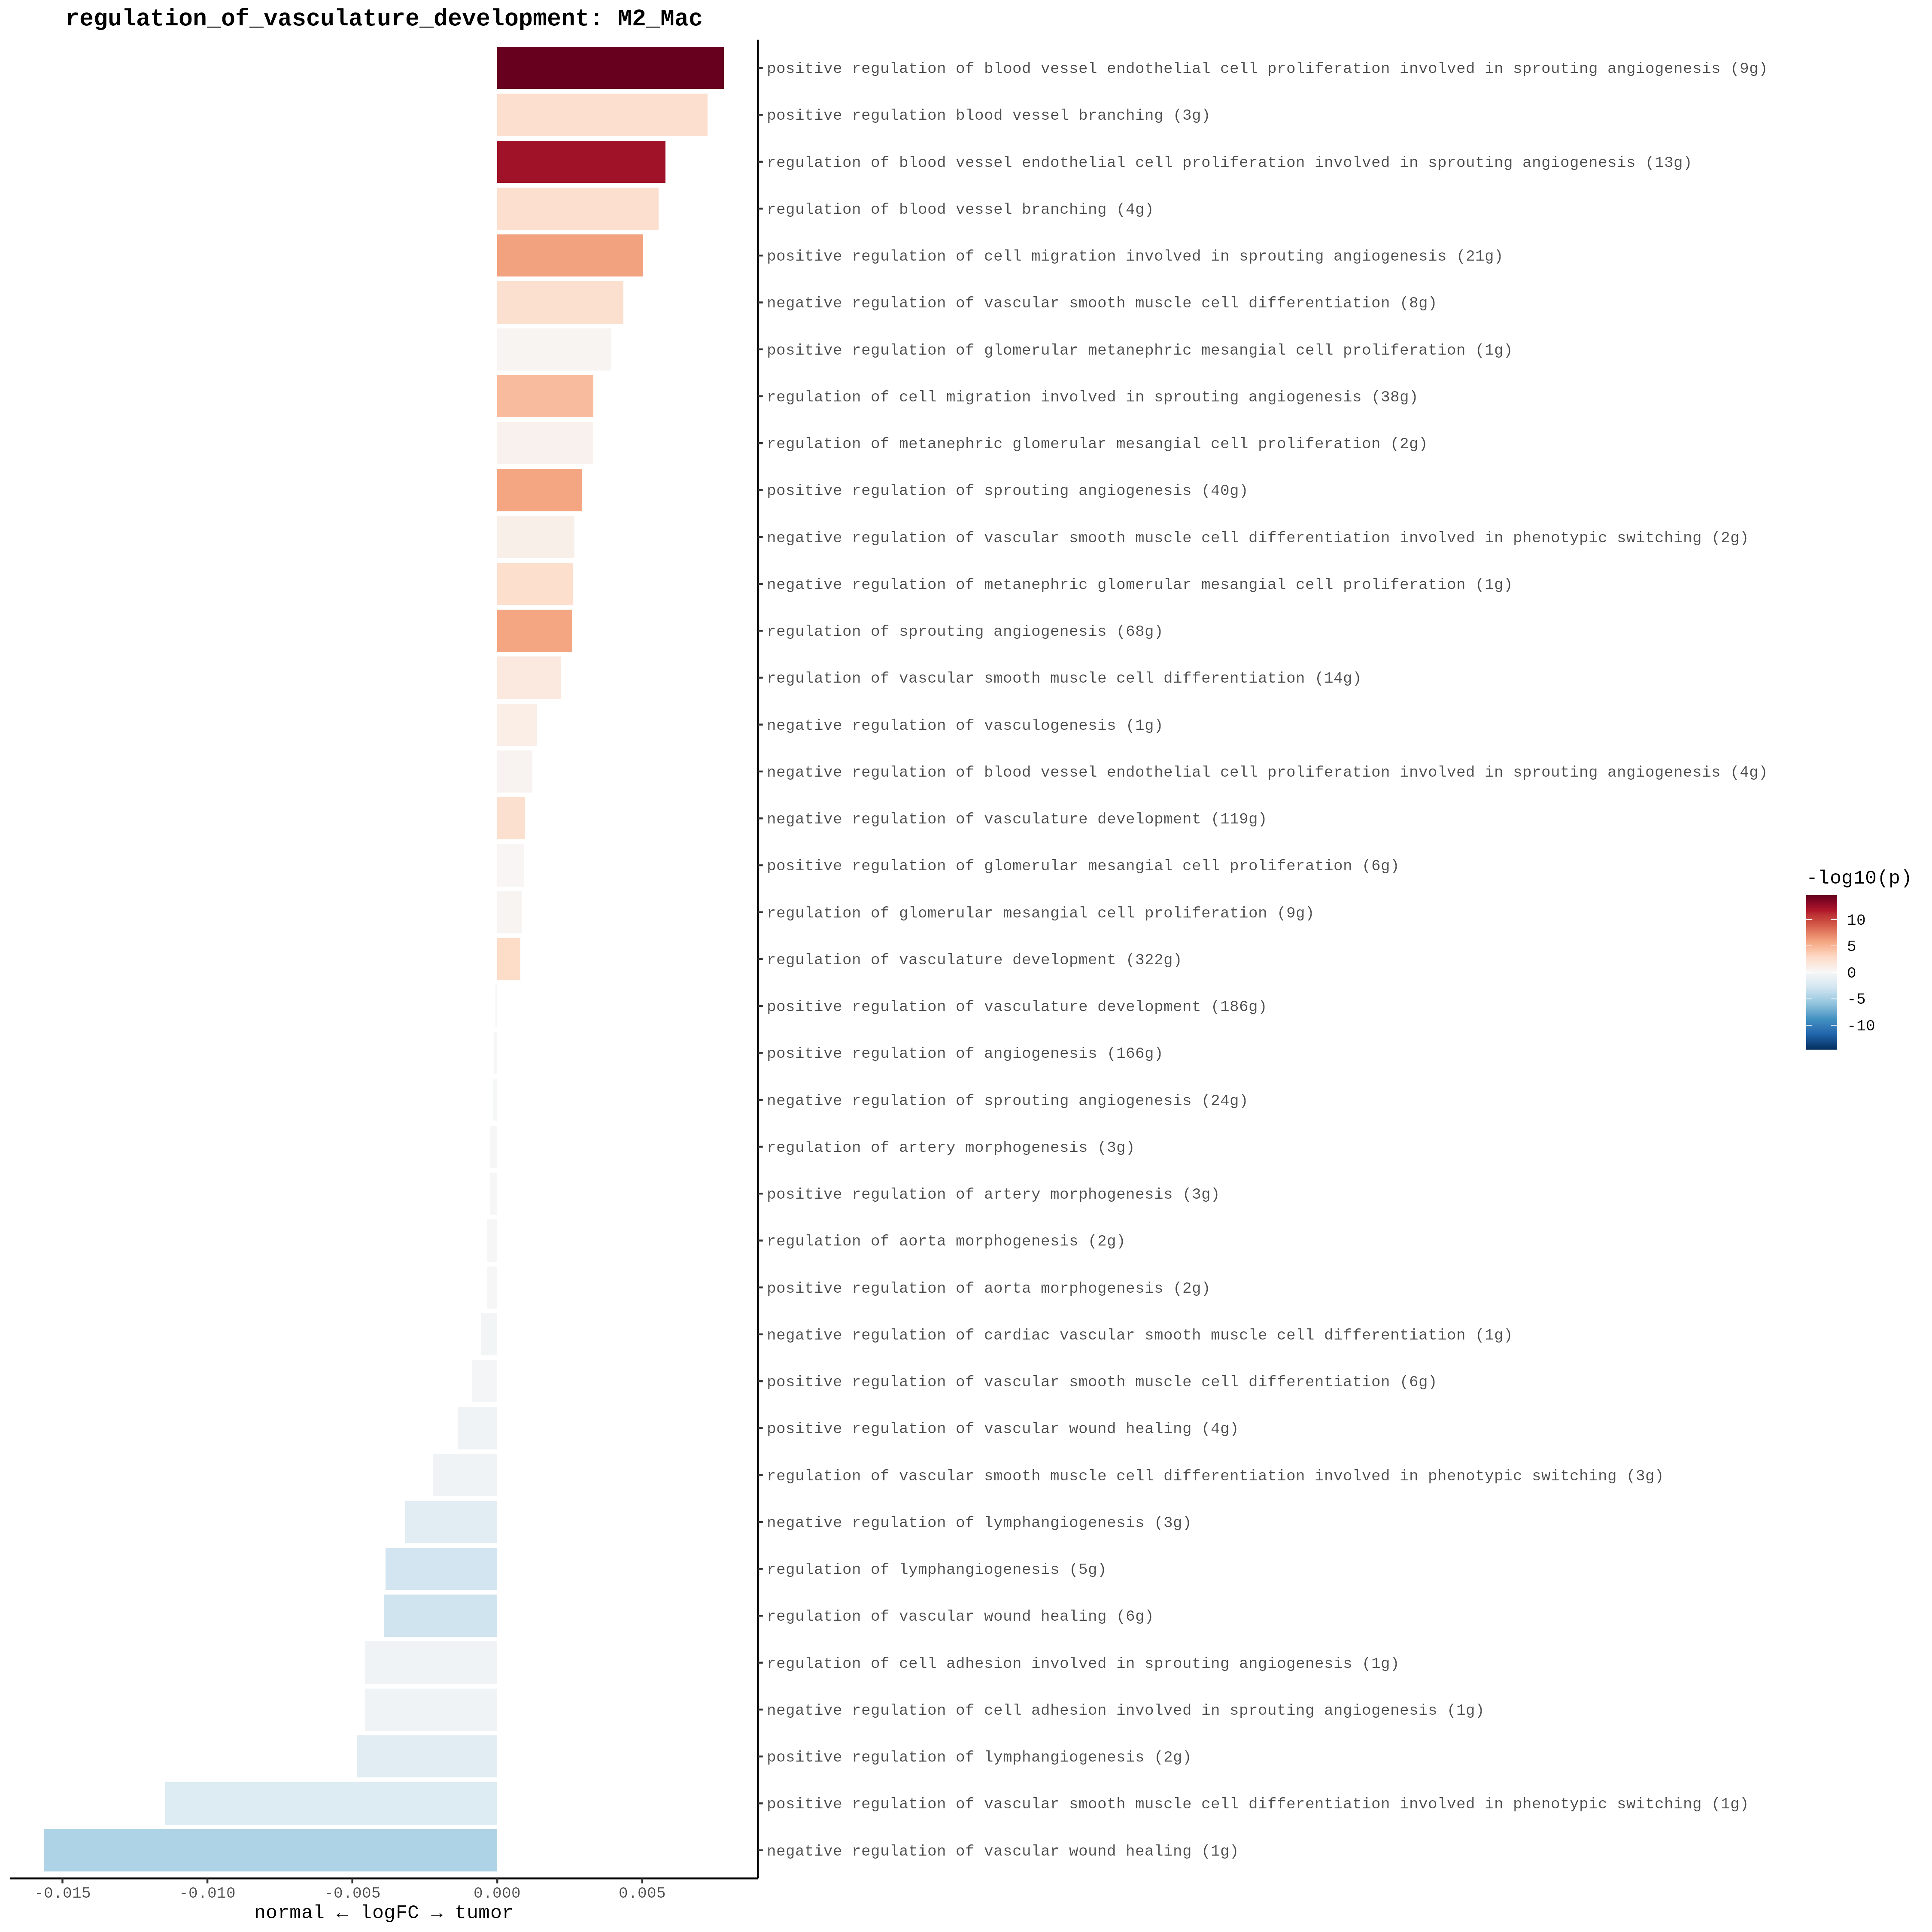 regulation_of_vasculature_development: M2_Mac
positive regulation of blood vessel endothelial cell proliferation involved in sprouting angiogenesis (9g)
positive regulation blood vessel branching (3g)
regulation of blood vessel endothelial cell proliferation involved in sprouting angiogenesis (13g)
regulation of blood vessel branching (4g)
positive regulation of cell migration involved in sprouting angiogenesis (21g)
negative regulation of vascular smooth muscle cell differentiation (8g)
positive regulation of glomerular metanephric mesangial cell proliferation (1g)
regulation of cell migration involved in sprouting angiogenesis (38g)
regulation of metanephric glomerular mesangial cell proliferation (2g)
positive regulation of sprouting angiogenesis (40g)
negative regulation of vascular smooth muscle cell differentiation involved in phenotypic switching (2g)
negative regulation of metanephric glomerular mesangial cell proliferation (1g)
regulation of sprouting angiogenesis (68g)
regulation of vascular smooth muscle cell differentiation (14g)
negative regulation of vasculogenesis (1g)
negative regulation of blood vessel endothelial cell proliferation involved in sprouting angiogenesis (4g)
negative regulation of vasculature development (119g)
positive regulation of glomerular mesangial cell proliferation (6g)
regulation of glomerular mesangial cell proliferation (9g)
regulation of vasculature development (322g)
positive regulation of vasculature development (186g)
positive regulation of angiogenesis (166g)
negative regulation of sprouting angiogenesis (24g)
regulation of artery morphogenesis (3g)
positive regulation of artery morphogenesis (3g)
regulation of aorta morphogenesis (2g)
positive regulation of aorta morphogenesis (2g)
negative regulation of cardiac vascular smooth muscle cell differentiation (1g)
positive regulation of vascular smooth muscle cell differentiation (6g)
positive regulation of vascular wound healing (4g)
regulation of vascular smooth muscle cell differentiation involved in phenotypic switching (3g)
negative regulation of lymphangiogenesis (3g)
regulation of lymphangiogenesis (5g)
regulation of vascular wound healing (6g)
regulation of cell adhesion involved in sprouting angiogenesis (1g)
negative regulation of cell adhesion involved in sprouting angiogenesis (1g)
positive regulation of lymphangiogenesis (2g)
positive regulation of vascular smooth muscle cell differentiation involved in phenotypic switching (1g)
negative regulation of vascular wound healing (1g)
-0.015 -0.010 -0.005 0.000 0.005
normal ← logFC → tumor
-log10(p)
10
5
0
-5
-10